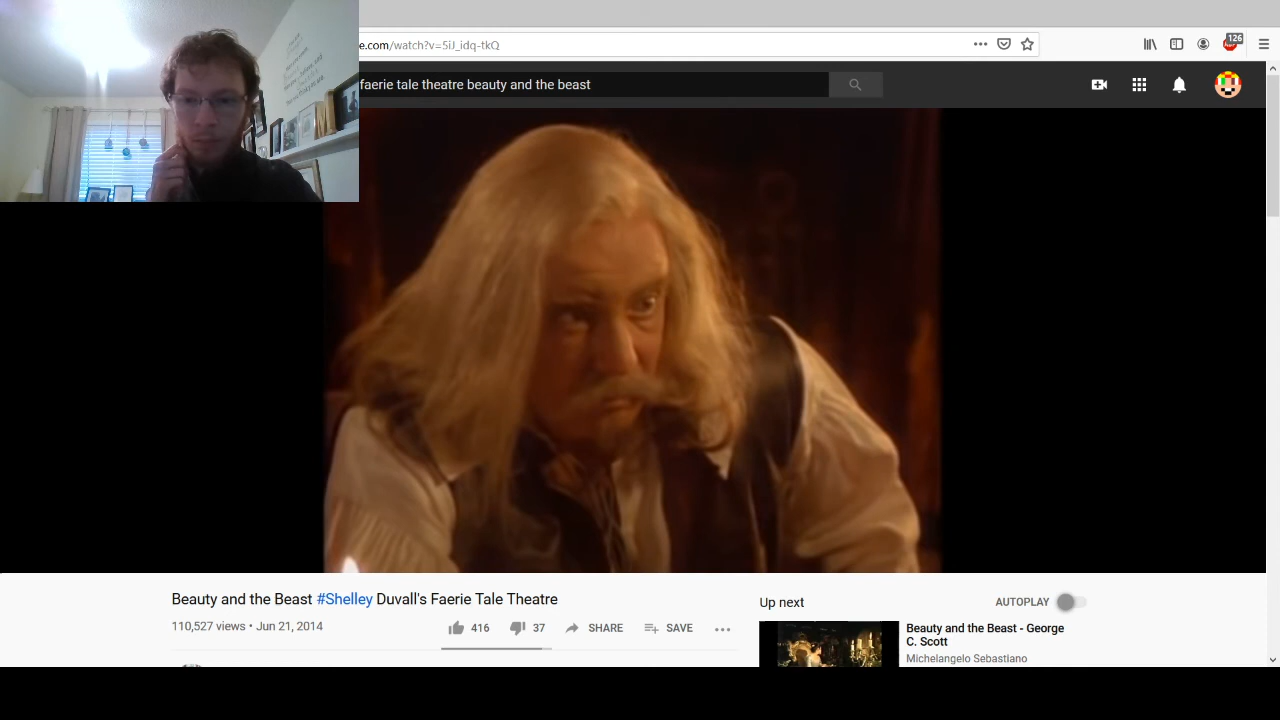 e.com/watch?v=5iJ_idq-tkQ
126
faerie tale theatre beauty and the beast
Beauty and the Beast #Shelley Duvall's Faerie Tale Theatre
110,527 views • Jun 21, 2014
416
37
SHARE
SAVE
Up next
AUTOPLAY
Beauty and the Beast - George
C. Scott
Michelangelo Sebastiano